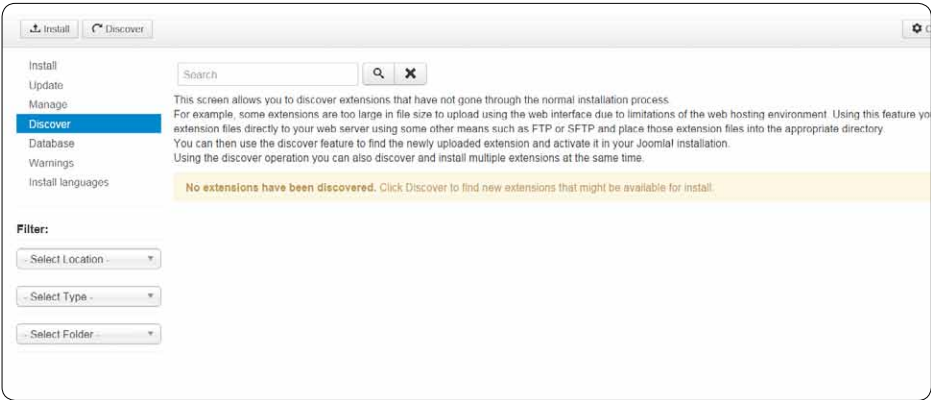 Install
Discover
Install
Update
Manage
Discover
Database
Warnings
Install languages
Search
This screen allows you to discover extensions that have not gone through the normal installation process.
For example, some extensions are too large in file size to upload using the web interface due to limitations of the web hosting environment. Using this feature
extension files directly to your web server using some other means such as FTP or SFTP and place those extension files into the appropriate directory.
You can then use the discover feature to find the newly uploaded extension and activate it in your Joomla! installation.
Using the discover operation you can also discover and install multiple extensions at the same time.
No extensions have been discovered. Click Discover to find new extensions that might be available for install.
Filter:
- Select Location -
- Select Type -
- Select Folder -